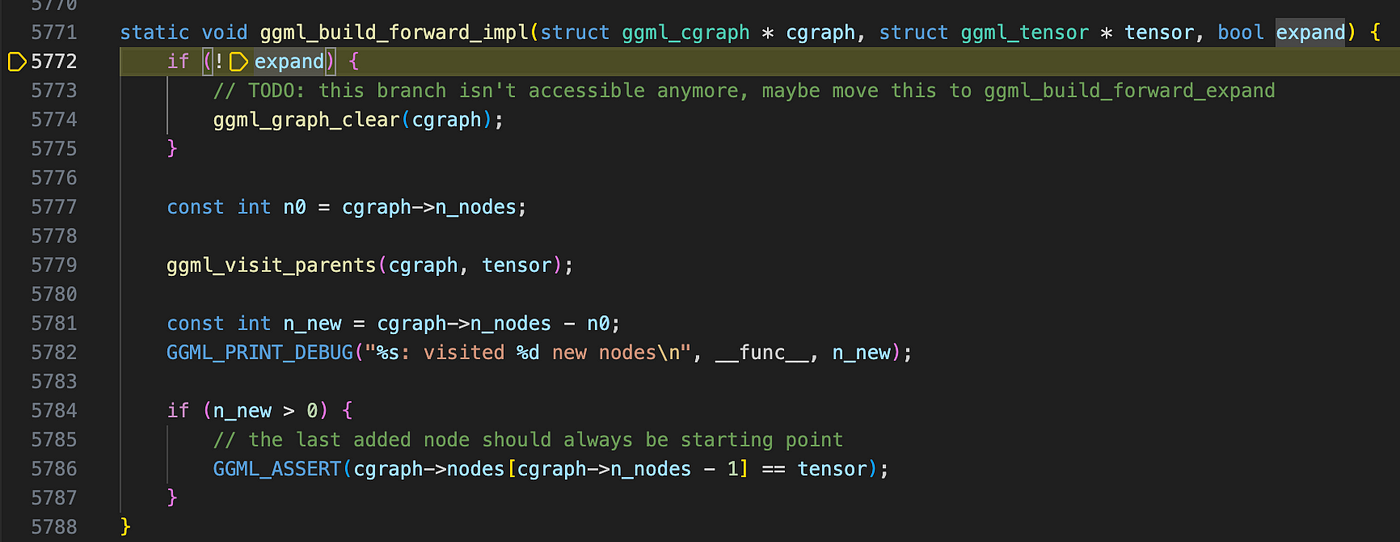 5770
5771 static void ggml_build_forward_impl(struct ggml_cgraph * cgraph, struct ggml_tensor * tensor, bool expand) {
5772     if (!expand) {
5773         // TODO: this branch isn't accessible anymore, maybe move this to ggml_build_forward_expand
5774         ggml_graph_clear(cgraph);
5775     }
5776
5777     const int n0 = cgraph->n_nodes;
5778
5779     ggml_visit_parents(cgraph, tensor);
5780
5781     const int n_new = cgraph->n_nodes - n0;
5782     GGML_PRINT_DEBUG("%s: visited %d new nodes\n", __func__, n_new);
5783
5784     if (n_new > 0) {
5785         // the last added node should always be starting point
5786         GGML_ASSERT(cgraph->nodes[cgraph->n_nodes - 1] == tensor);
5787     }
5788 }